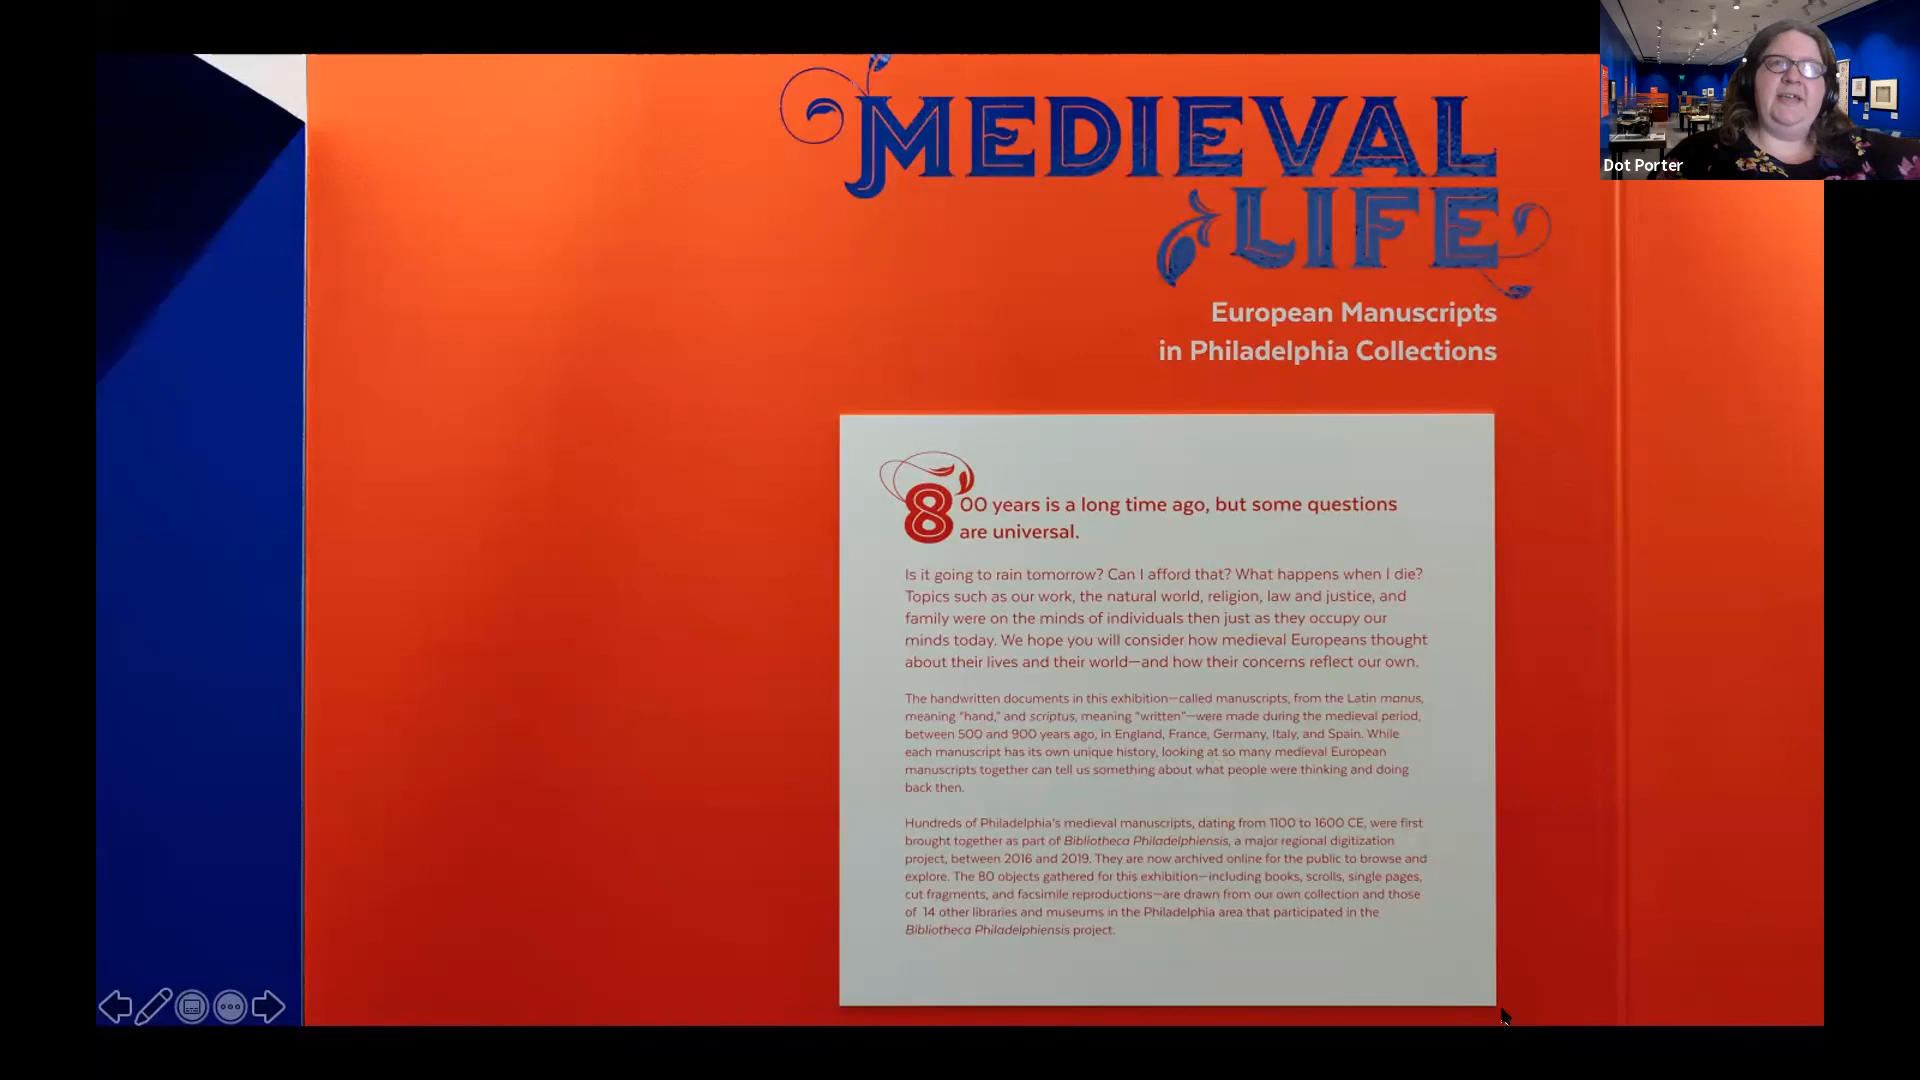 MEDIEVAL
LIFE
European Manuscripts
in Philadelphia Collections
800 years is a long time ago, but some questions
are universal.
Is it going to rain tomorrow? Can I afford that? What happens when I die?
Topics such as our work, the natural world, religion, law and justice, and
family were on the minds of individuals then just as they occupy our
minds today. We hope you will consider how medieval Europeans thought
about their lives and their world—and how their concerns reflect our own.
The handwritten documents in this exhibition—called manuscripts, from the Latin manus,
meaning "hand," and scriptus, meaning "written"—were made during the medieval period,
between 500 and 900 years ago, in England, France, Germany, Italy, and Spain. While
each manuscript has its own unique history, looking at so many medieval European
manuscripts together can tell us something about what people were thinking and doing
back then.
Hundreds of Philadelphia's medieval manuscripts, dating from 1100 to 1600 CE, were first
brought together as part of Bibliotheca Philadelphiensis, a major regional digitization
project, between 2016 and 2019. They are now archived online for the public to browse and
explore. The 80 objects gathered for this exhibition—including books, scrolls, single pages,
cut fragments, and facsimile reproductions—are drawn from our own collection and those
of 14 other libraries and museums in the Philadelphia area that participated in the
Bibliotheca Philadelphiensis project.
Dot Porter